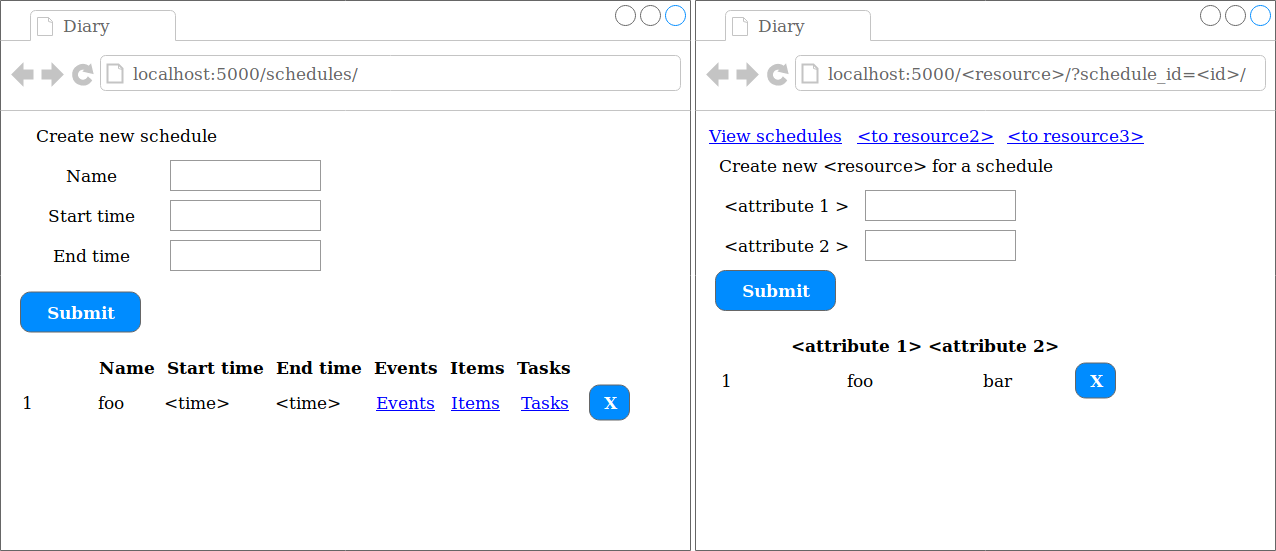 Diary
localhost:5000/schedules/
Create new schedule
Name
Start time
End time
Submit
Name Start time End time Events Items Tasks
1 foo <time> <time> Events Items Tasks X
Diary
localhost:5000/<resource>/?schedule_id=<id>/
View schedules <to resource2> <to resource3>
Create new <resource> for a schedule
<attribute 1 >
<attribute 2 >
Submit
<attribute 1> <attribute 2>
1 foo bar X